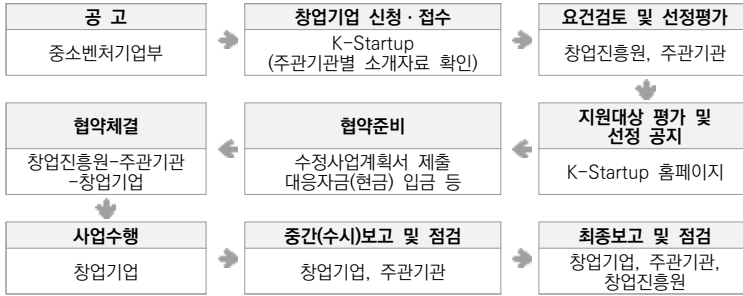 공 고
중소벤처기업부
창업기업 신청·접수
K-Startup
(주관기관별 소개자료 확인)
요건검토 및 선정평가
창업진흥원, 주관기관
지원대상 평가 및
선정 공지
K-Startup 홈페이지
협약준비
수정사업계획서 제출
대응자금(현금) 입금 등
협약체결
창업진흥원-주관기관
-창업기업
사업수행
창업기업
중간(수시)보고 및 점검
창업기업, 주관기관
최종보고 및 점검
창업기업, 주관기관,
창업진흥원